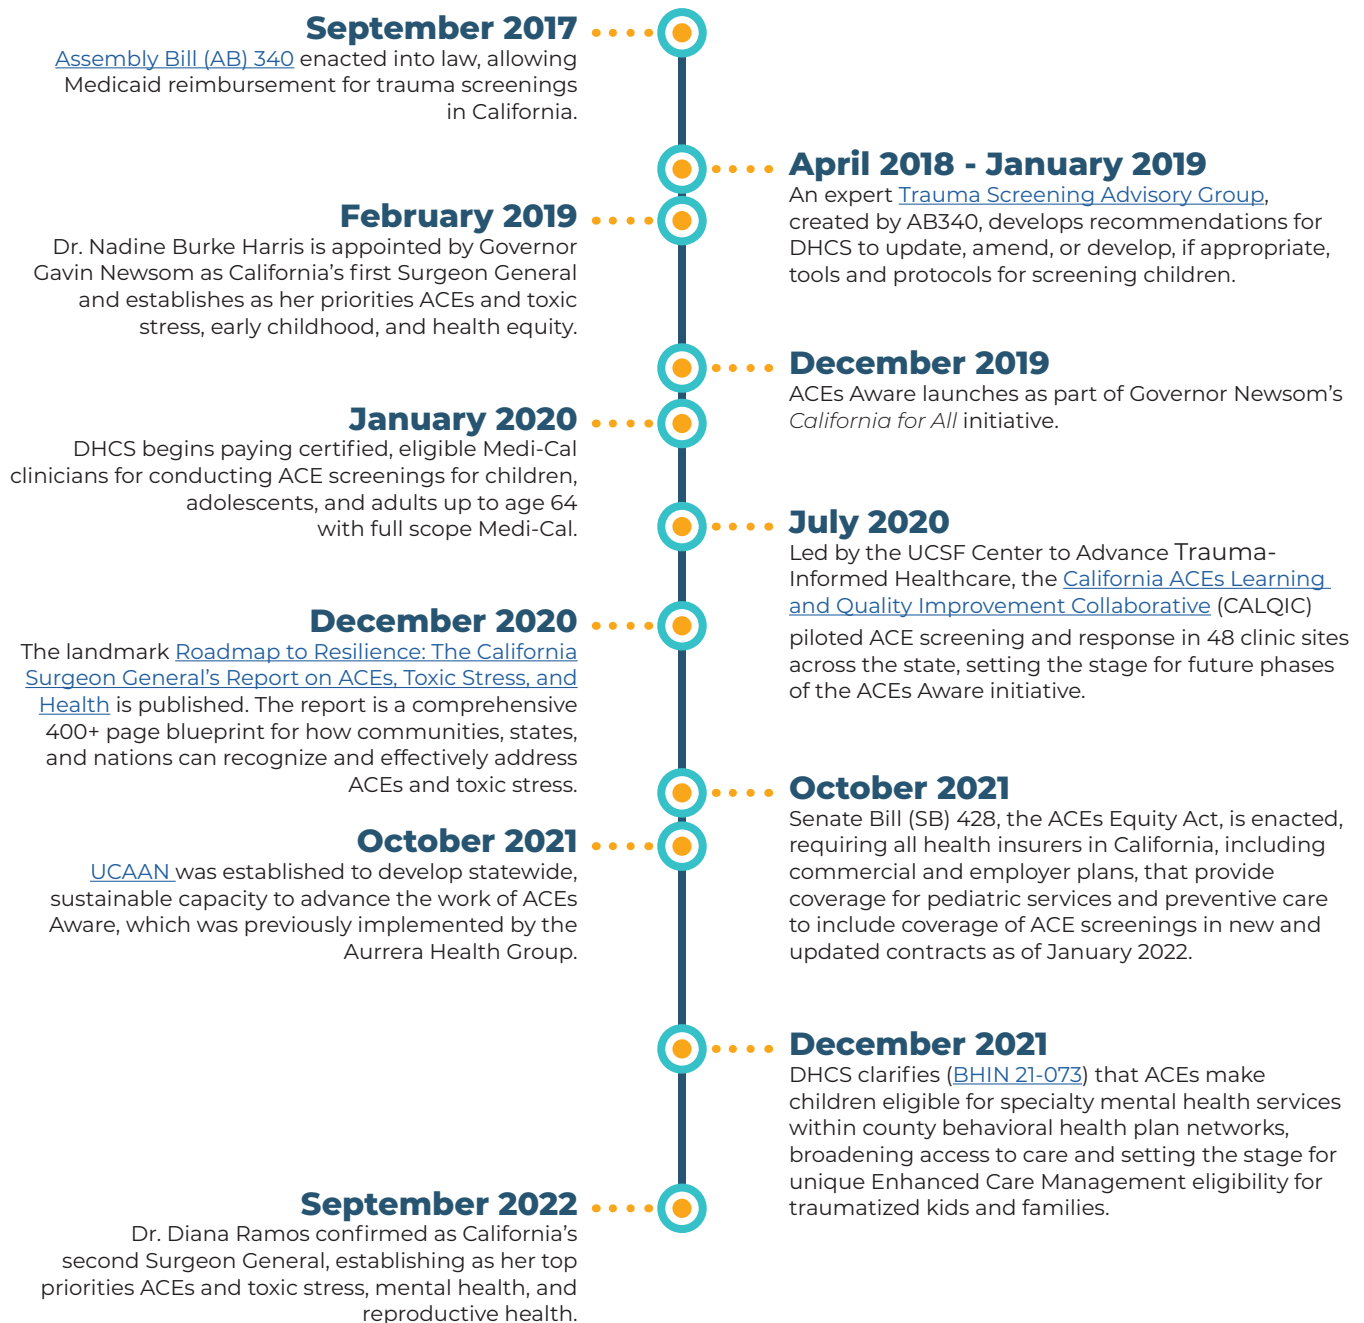 September 2017
Assembly Bill (AB) 340 enacted into law, allowing
Medicaid reimbursement for trauma screenings
in California.
April 2018 - January 2019
An expert Trauma Screening Advisory Group,
created by AB340, develops recommendations for
DHCS to update, amend, or develop, if appropriate,
tools and protocols for screening children.
February 2019
Dr. Nadine Burke Harris is appointed by Governor
Gavin Newsom as California’s first Surgeon General
and establishes as her priorities ACEs and toxic
stress, early childhood, and health equity.
December 2019
ACEs Aware launches as part of Governor Newsom’s
California for All initiative.
January 2020
DHCS begins paying certified, eligible Medi-Cal
clinicians for conducting ACE screenings for children,
adolescents, and adults up to age 64
with full scope Medi-Cal.
July 2020
Led by the UCSF Center to Advance Trauma-
Informed Healthcare, the California ACEs Learning
and Quality Improvement Collaborative (CALQIC)
piloted ACE screening and response in 48 clinic sites
across the state, setting the stage for future phases
of the ACEs Aware initiative.
December 2020
The landmark Roadmap to Resilience: The California
Surgeon General’s Report on ACEs, Toxic Stress, and
Health is published. The report is a comprehensive
400+ page blueprint for how communities, states,
and nations can recognize and effectively address
ACEs and toxic stress.
October 2021
Senate Bill (SB) 428, the ACEs Equity Act, is enacted,
requiring all health insurers in California, including
commercial and employer plans, that provide
coverage for pediatric services and preventive care
to include coverage of ACE screenings in new and
updated contracts as of January 2022.
October 2021
UCAAN was established to develop statewide,
sustainable capacity to advance the work of ACEs
Aware, which was previously implemented by the
Aurrera Health Group.
December 2021
DHCS clarifies (BHIN 21-073) that ACEs make
children eligible for specialty mental health services
within county behavioral health plan networks,
broadening access to care and setting the stage for
unique Enhanced Care Management eligibility for
traumatized kids and families.
September 2022
Dr. Diana Ramos confirmed as California’s
second Surgeon General, establishing as her top
priorities ACEs and toxic stress, mental health, and
reproductive health.